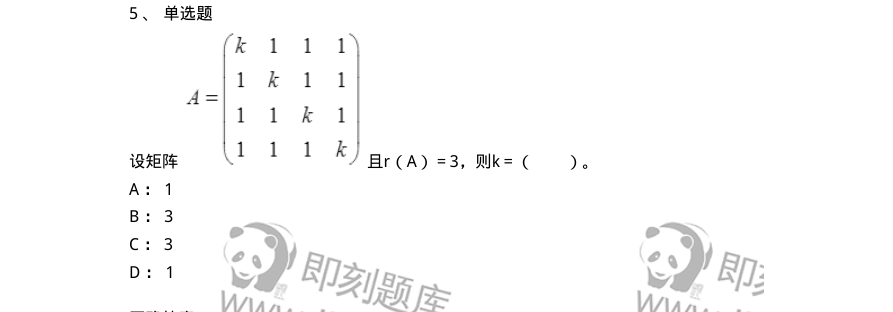 5、 单选题
k 1 1 1
1 k 1 1
A = 1 1 k 1
1 1 1 k
设矩阵 且r（A）= 3，则k =（ ）。
A： 1
B： 3
C： 3
D： 1
即刻题库 即